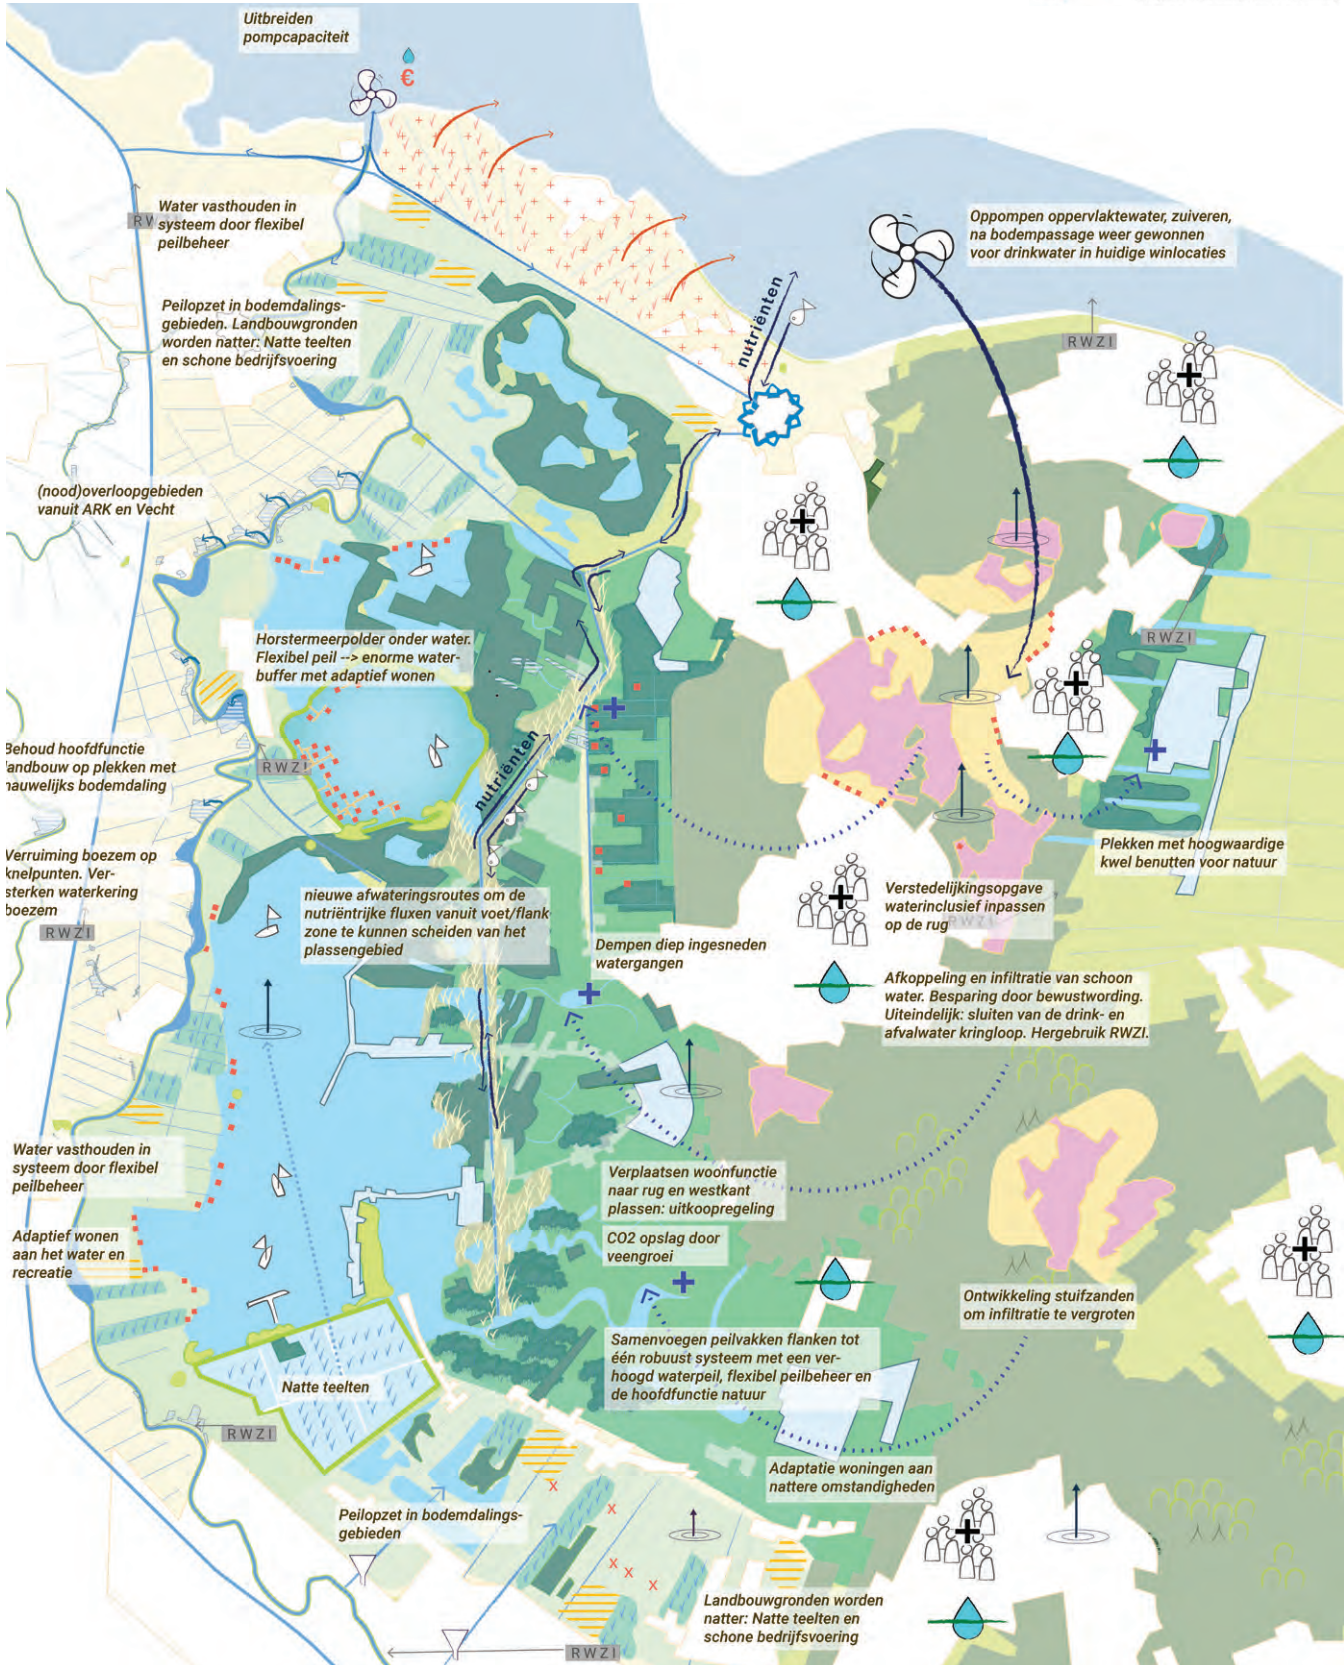 Uitbreiden
pompcapaciteit
€
Water vasthouden in
systeem door flexibel
peilbeheer
Oppompen oppervlaktewater, zuiveren,
na bodempassage weer gewonnen
voor drinkwater in huidige winlocaties
Peilopzet in bodemdalings-
gebieden. Landbouwgronden
worden natter: Natte teelten
en schone bedrijfsvoering
nutriënten
RWZI
(nood)overloopgebieden
vanuit ARK en Vecht
Horstermeerpolder onder water.
Flexibel peil --> enorme water-
buffer met adaptief wonen
RWZI
Behoud hoofdfunctie
landbouw op plekken met
nauwelijks bodemdaling
RWZI
nutriënten
Plekken met hoogwaardige
kwel benutten voor natuur
Verruiming boezem op
knelpunten. Ver-
sterken waterkering
boezem
RWZI
nieuwe afwateringsroutes om de
nutriëntrijke fluxen vanuit voet/flank
zone te kunnen scheiden van het
plassengebied
Dempen diep ingesneden
watergangen
Verstedelijkingsopgave
waterinclusief inpassen
op de rug
RWZI
Afkoppeling en infiltratie van schoon
water. Besparing door bewustwording.
Uiteindelijk: sluiten van de drink- en
afvalwater kringloop. Hergebruik RWZI.
Water vasthouden in
systeem door flexibel
peilbeheer
Verplaatsen woonfunctie
naar rug en westkant
plassen: uitkoopregeling
Adaptief wonen
aan het water en
recreatie
CO2 opslag door
veengroei
Ontwikkeling stuifzanden
om infiltratie te vergroten
Samenvoegen peilvakken flanken tot
één robuust systeem met een ver-
hoogd waterpeil, flexibel peilbeheer en
de hoofdfunctie natuur
Natte teelten
RWZI
Adaptatie woningen aan
nattere omstandigheden
Peilopzet in bodemdalings-
gebieden
Landbouwgronden worden
natter: Natte teelten en
schone bedrijfsvoering
RWZI